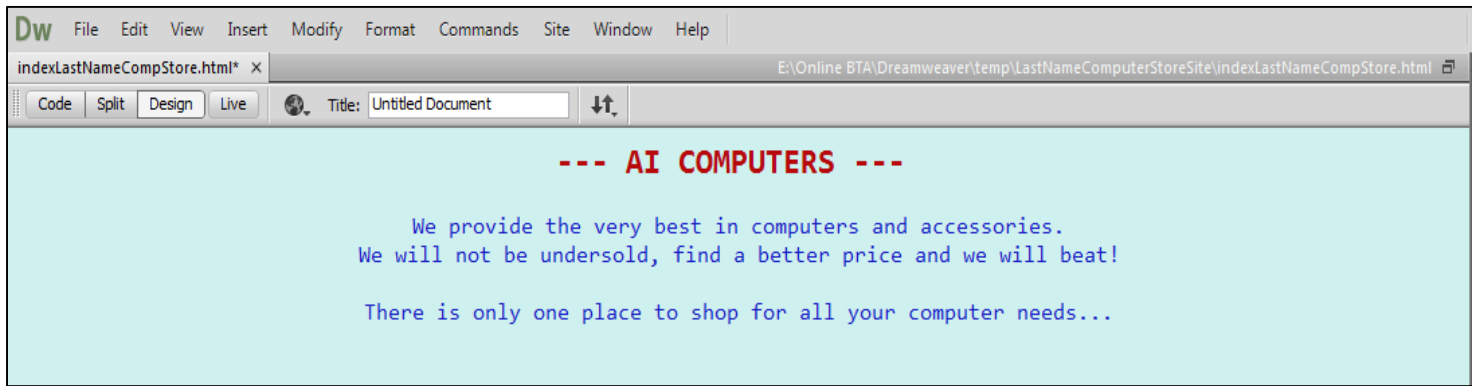 Dw File Edit View Insert Modify Format Commands Site Window Help
indexLastNameCompStore.html* × E:\Online BTA\Dreamweaver\temp\LastNameComputerStoreSite\indexLastNameCompStore.html
Code Split Design Live Title: Untitled Document
--- AI COMPUTERS ---
We provide the very best in computers and accessories.
We will not be undersold, find a better price and we will beat!
There is only one place to shop for all your computer needs...